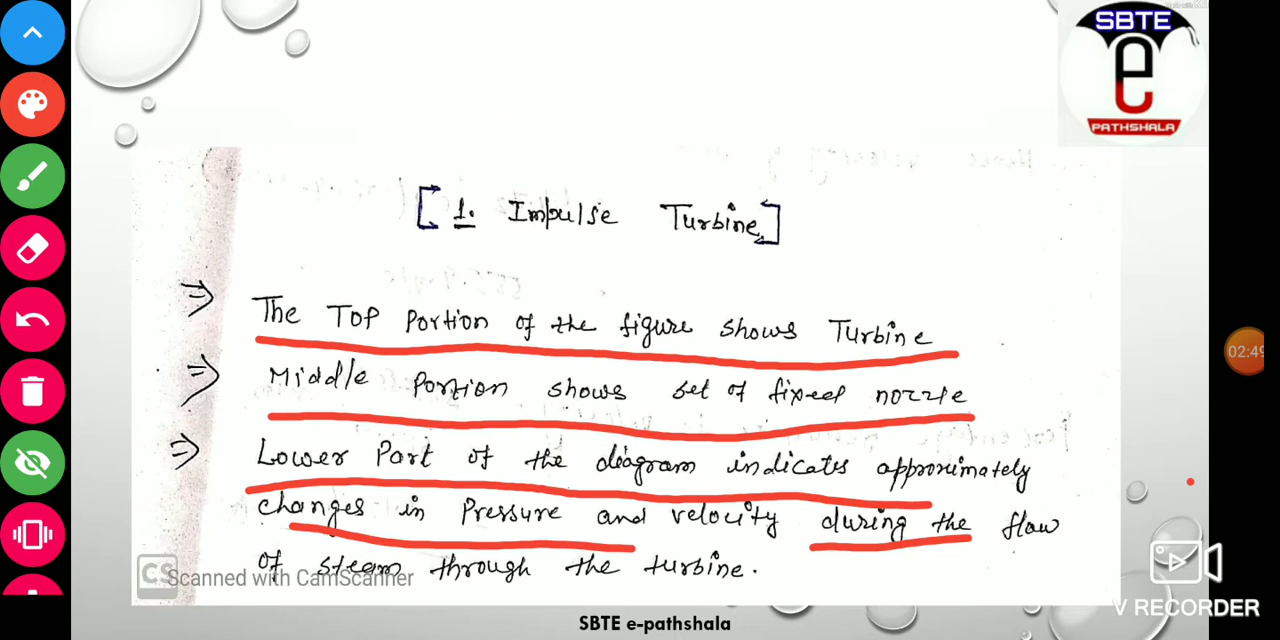 SBTE
e
PATHSHALA
[1. Impulse Turbine]
⇒ The Top Portion of the figure shows Turbine
⇒ Middle Portion shows set of fixed nozzle
⇒ Lower Part of the diagram indicates approximately
changes in Pressure and velocity during the flow
of steam through the turbine.
CS Scanned with CamScanner
02:49
V RECORDER
SBTE e-pathshala